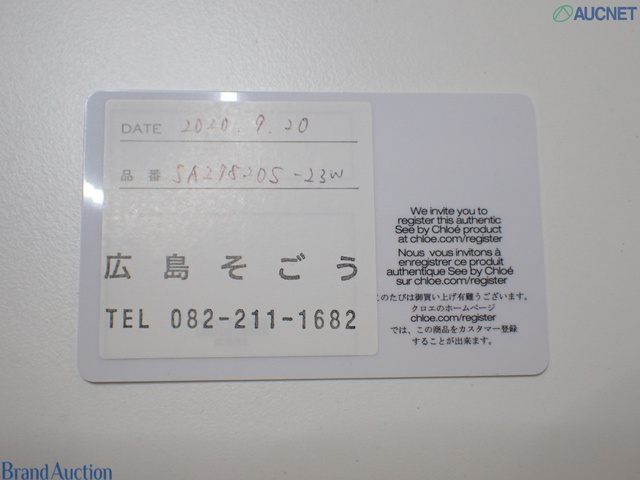 AUCNET
DATE 2020.9.20
品番 SA275205-23W
広島そごう
TEL 082-211-1682
We invite you to
register this authentic
See by Chloé product
at chloe.com/register
Nous vous invitons à
enregistrer ce produit
authentique See by Chloé
sur chloe.com/register
このたびは御買い上げ有難うございます。
クロエのホームページ
chloe.com/register
では、この商品をカスタマー登録
することが出来ます。
Brand Auction